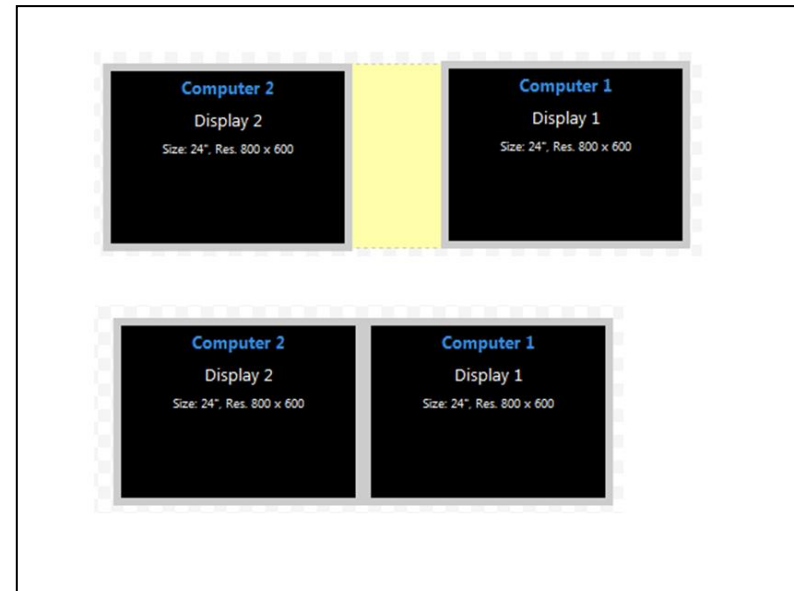 Computer 2
Display 2
Size: 24", Res. 800 x 600
Computer 1
Display 1
Size: 24", Res. 800 x 600
Computer 2
Display 2
Size: 24", Res. 800 x 600
Computer 1
Display 1
Size: 24", Res. 800 x 600